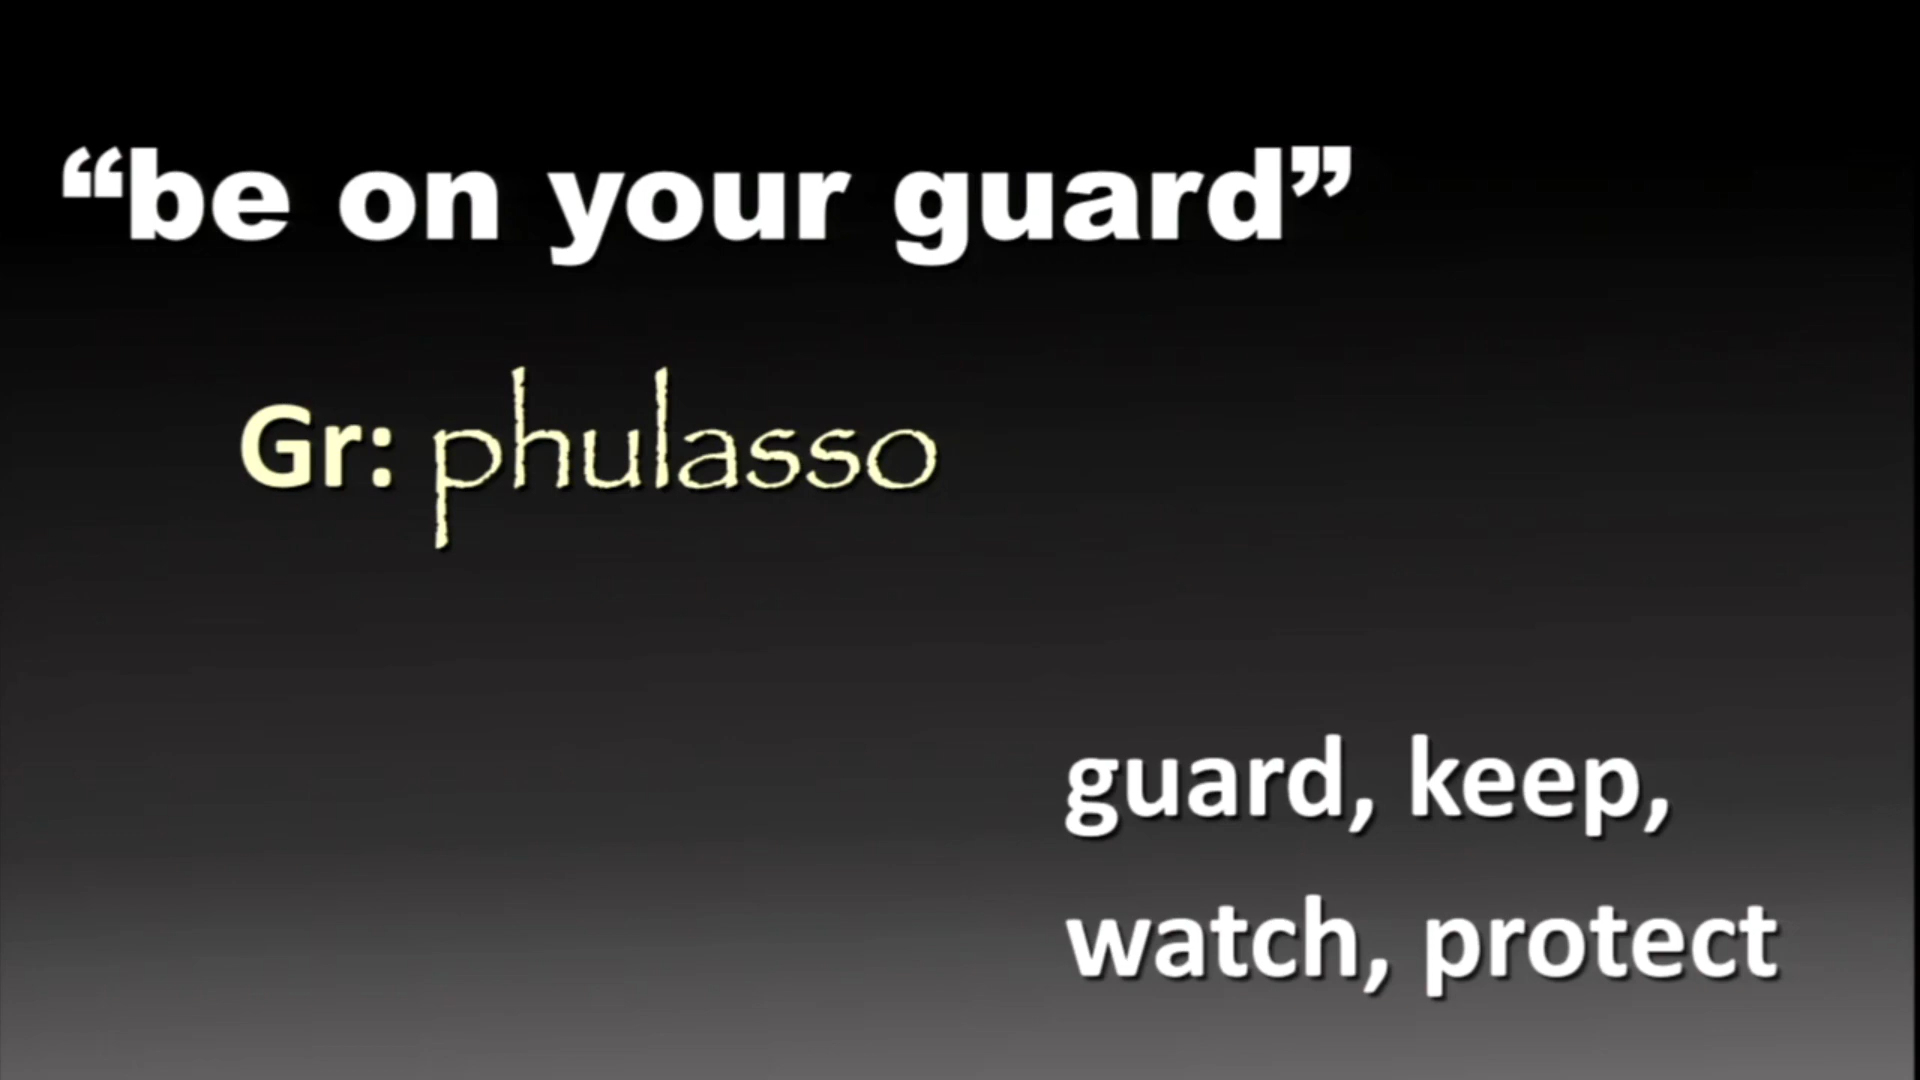 “be on your guard”
Gr: phulasso
guard, keep,
watch, protect